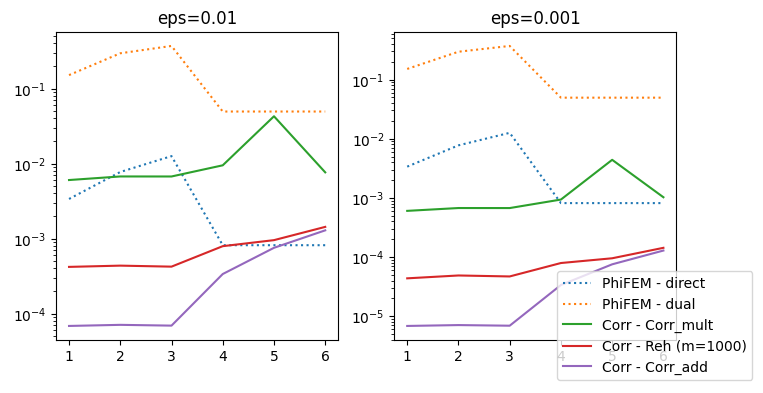 eps=0.01
10⁻¹
10⁻²
10⁻³
10⁻⁴
1 2 3 4 5 6
eps=0.001
10⁻¹
10⁻²
10⁻³
10⁻⁴
10⁻⁵
1 2 3 4 5 6
PhiFEM - direct
PhiFEM - dual
Corr - Corr_mult
Corr - Reh (m=1000)
Corr - Corr_add